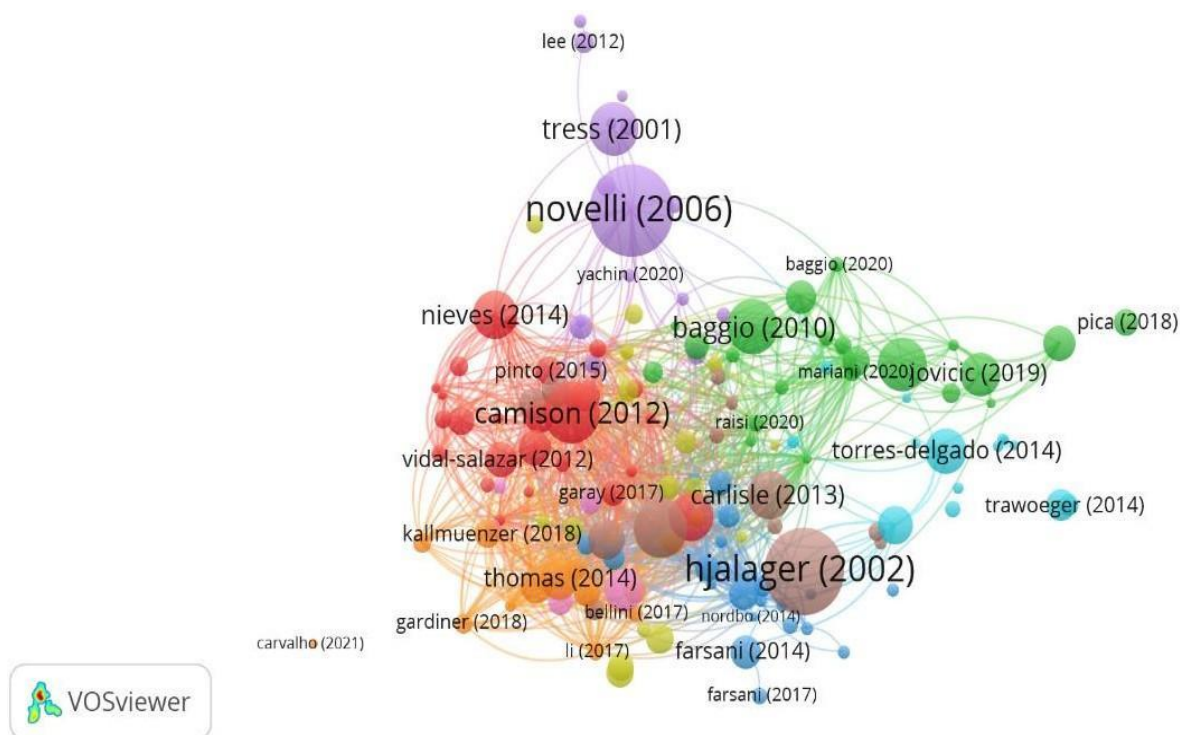 lee (2012)
tress (2001)
novelli (2006)
yachin (2020)
baggio (2020)
nieves (2014)
baggio (2010)
pica (2018)
pinto (2015)
mariani (2020)
jovicic (2019)
camison (2012)
raisi (2020)
vidal-salazar (2012)
torres-delgado (2014)
garay (2017)
carlisle (2013)
trawoeger (2014)
kallmuenzer (2018)
hjalager (2002)
thomas (2014)
bellini (2017)
nordbo (2014)
gardiner (2018)
carvalho (2021)
li (2017)
farsani (2014)
farsani (2017)
VOSviewer